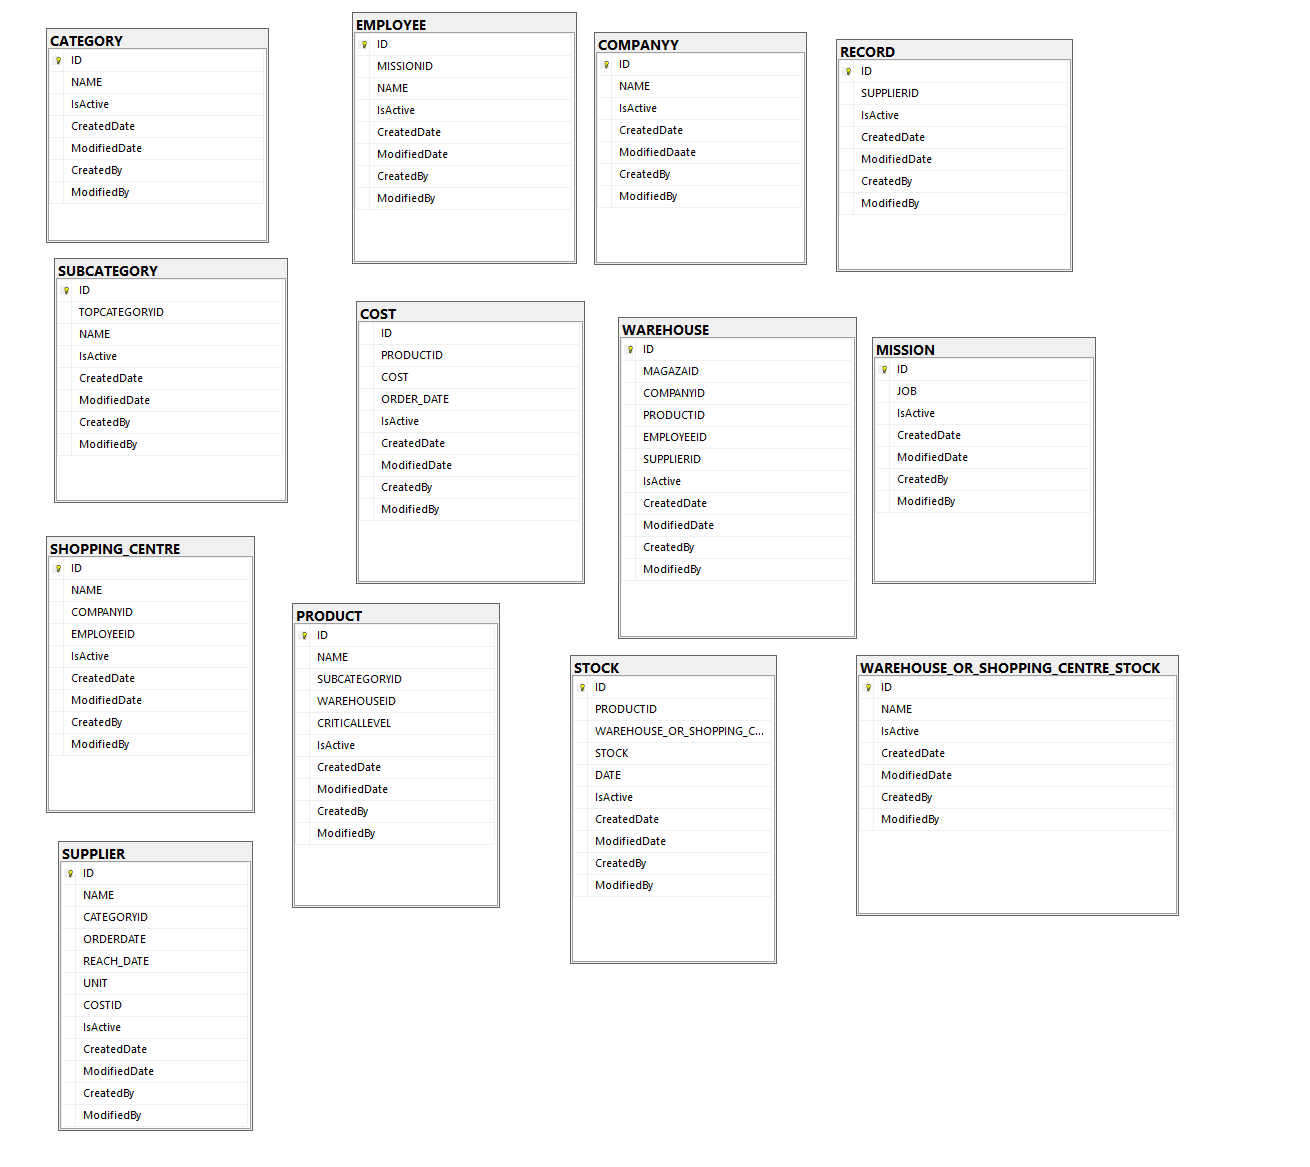 CATEGORY
ID
NAME
IsActive
CreatedDate
ModifiedDate
CreatedBy
ModifiedBy
EMPLOYEE
ID
MISSIONID
NAME
IsActive
CreatedDate
ModifiedDate
CreatedBy
ModifiedBy
COMPANYY
ID
NAME
IsActive
CreatedDate
ModifiedDaate
CreatedBy
ModifiedBy
RECORD
ID
SUPPLIERID
IsActive
CreatedDate
ModifiedDate
CreatedBy
ModifiedBy
SUBCATEGORY
ID
TOPCATEGORYID
NAME
IsActive
CreatedDate
ModifiedDate
CreatedBy
ModifiedBy
COST
ID
PRODUCTID
COST
ORDER_DATE
IsActive
CreatedDate
ModifiedDate
CreatedBy
ModifiedBy
WAREHOUSE
ID
MAGAZAID
COMPANYID
PRODUCTID
EMPLOYEEID
SUPPLIERID
IsActive
CreatedDate
ModifiedDate
CreatedBy
ModifiedBy
MISSION
ID
JOB
IsActive
CreatedDate
ModifiedDate
CreatedBy
ModifiedBy
SHOPPING_CENTRE
ID
NAME
COMPANYID
EMPLOYEEID
IsActive
CreatedDate
ModifiedDate
CreatedBy
ModifiedBy
PRODUCT
ID
NAME
SUBCATEGORYID
WAREHOUSEID
CRITICALLEVEL
IsActive
CreatedDate
ModifiedDate
CreatedBy
ModifiedBy
STOCK
ID
PRODUCTID
WAREHOUSE_OR_SHOPPING_C...
STOCK
DATE
IsActive
CreatedDate
ModifiedDate
CreatedBy
ModifiedBy
WAREHOUSE_OR_SHOPPING_CENTRE_STOCK
ID
NAME
IsActive
CreatedDate
ModifiedDate
CreatedBy
ModifiedBy
SUPPLIER
ID
NAME
CATEGORYID
ORDERDATE
REACH_DATE
UNIT
COSTID
IsActive
CreatedDate
ModifiedDate
CreatedBy
ModifiedBy